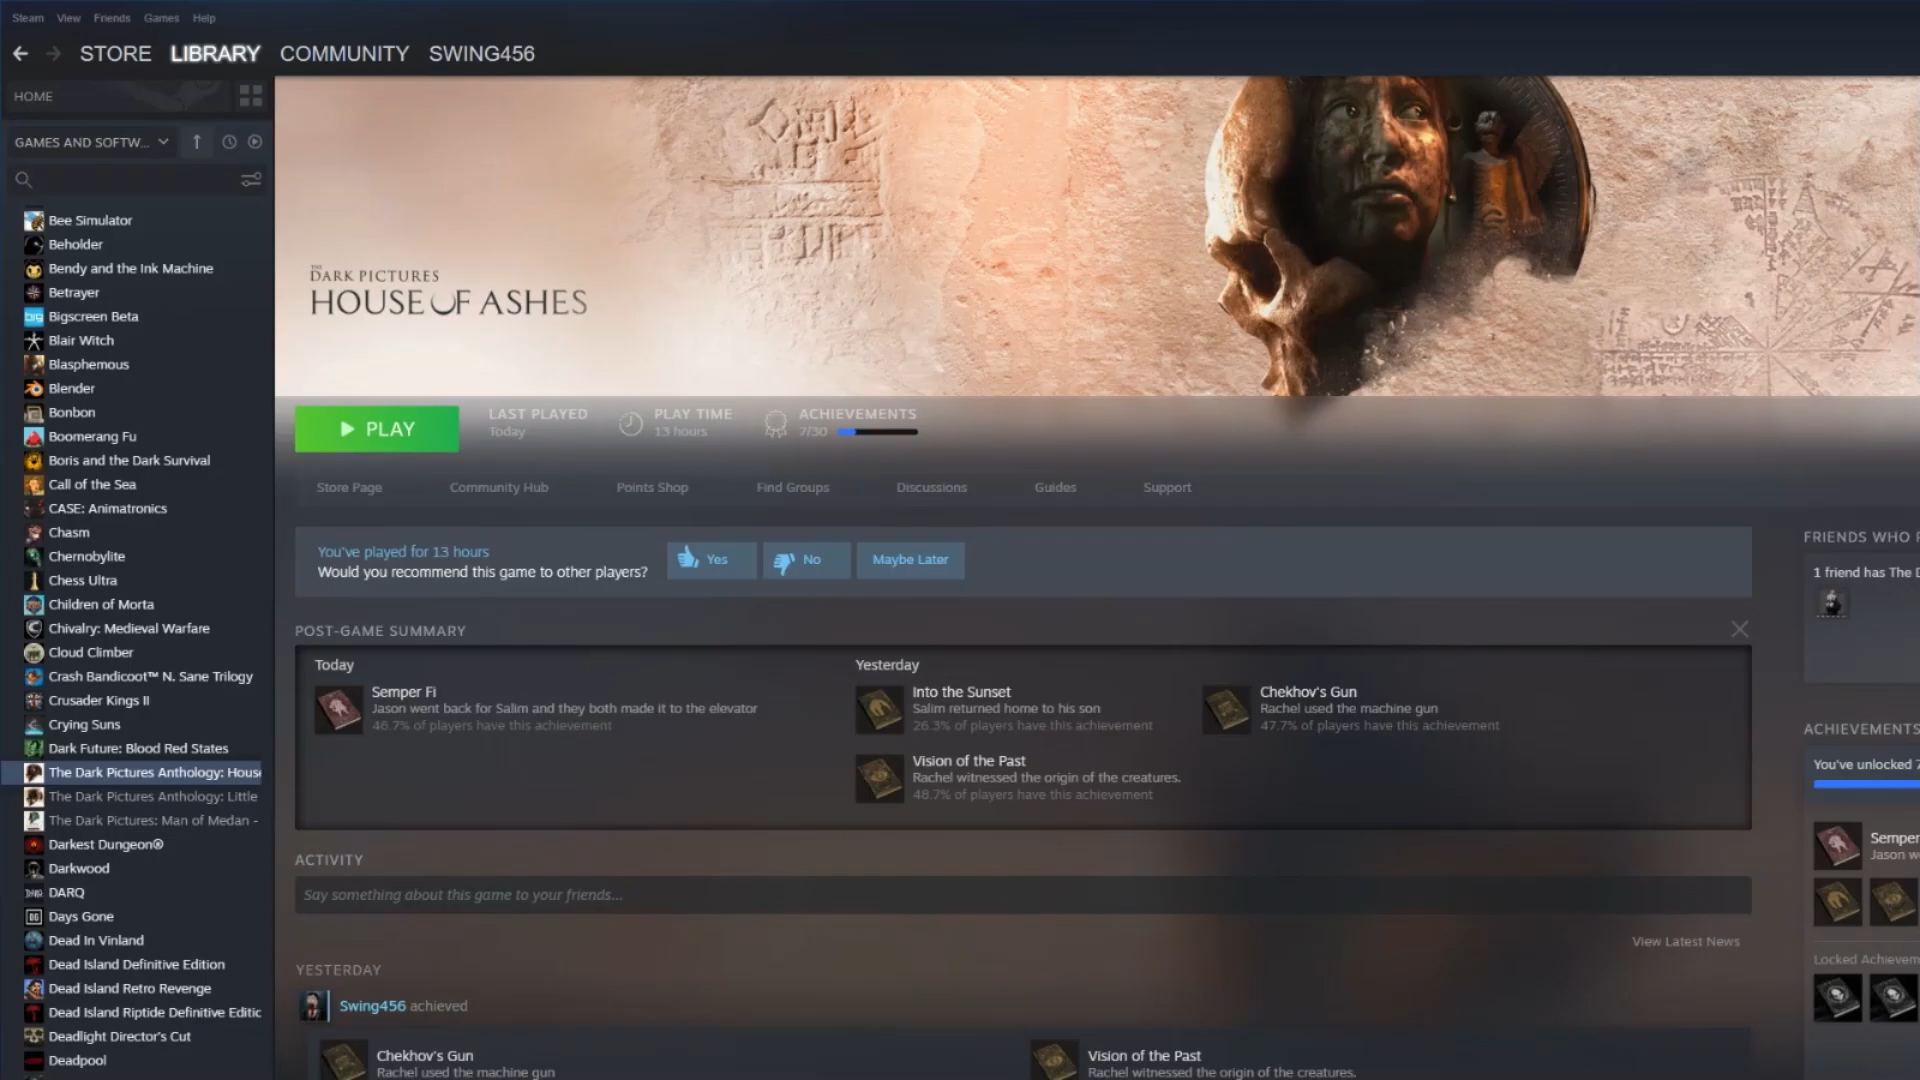 Steam View Friends Games Help
STORE LIBRARY COMMUNITY SWING456
HOME
GAMES AND SOFTW...
Bee Simulator
Beholder
Bendy and the Ink Machine
Betrayer
Bigscreen Beta
Blair Witch
Blasphemous
Blender
Bonbon
Boomerang Fu
Boris and the Dark Survival
Call of the Sea
CASE: Animatronics
Chasm
Chernobylite
Chess Ultra
Children of Morta
Chivalry: Medieval Warfare
Cloud Climber
Crash Bandicoot™ N. Sane Trilogy
Crusader Kings II
Crying Suns
Dark Future: Blood Red States
The Dark Pictures Anthology: House
The Dark Pictures Anthology: Little
The Dark Pictures: Man of Medan -
Darkest Dungeon®
Darkwood
DARQ
Days Gone
Dead In Vinland
Dead Island Definitive Edition
Dead Island Retro Revenge
Dead Island Riptide Definitive Editic
Deadlight Director's Cut
Deadpool
THE
DARK PICTURES
HOUSE OF ASHES
PLAY
LAST PLAYED
Today
PLAY TIME
13 hours
ACHIEVEMENTS
7/30
Store Page Community Hub Points Shop Find Groups Discussions Guides Support
You've played for 13 hours
Would you recommend this game to other players?
Yes No Maybe Later
POST-GAME SUMMARY
Today
Semper Fi
Jason went back for Salim and they both made it to the elevator
46.7% of players have this achievement
Yesterday
Into the Sunset
Salim returned home to his son
26.3% of players have this achievement
Chekhov's Gun
Rachel used the machine gun
47.7% of players have this achievement
Vision of the Past
Rachel witnessed the origin of the creatures.
48.7% of players have this achievement
ACTIVITY
Say something about this game to your friends...
View Latest News
YESTERDAY
Swing456 achieved
Chekhov's Gun
Rachel used the machine gun
Vision of the Past
Rachel witnessed the origin of the creatures.
FRIENDS WHO
1 friend has The
ACHIEVEMENTS
You've unlocked 7
Semper
Jason we
Locked Achievem